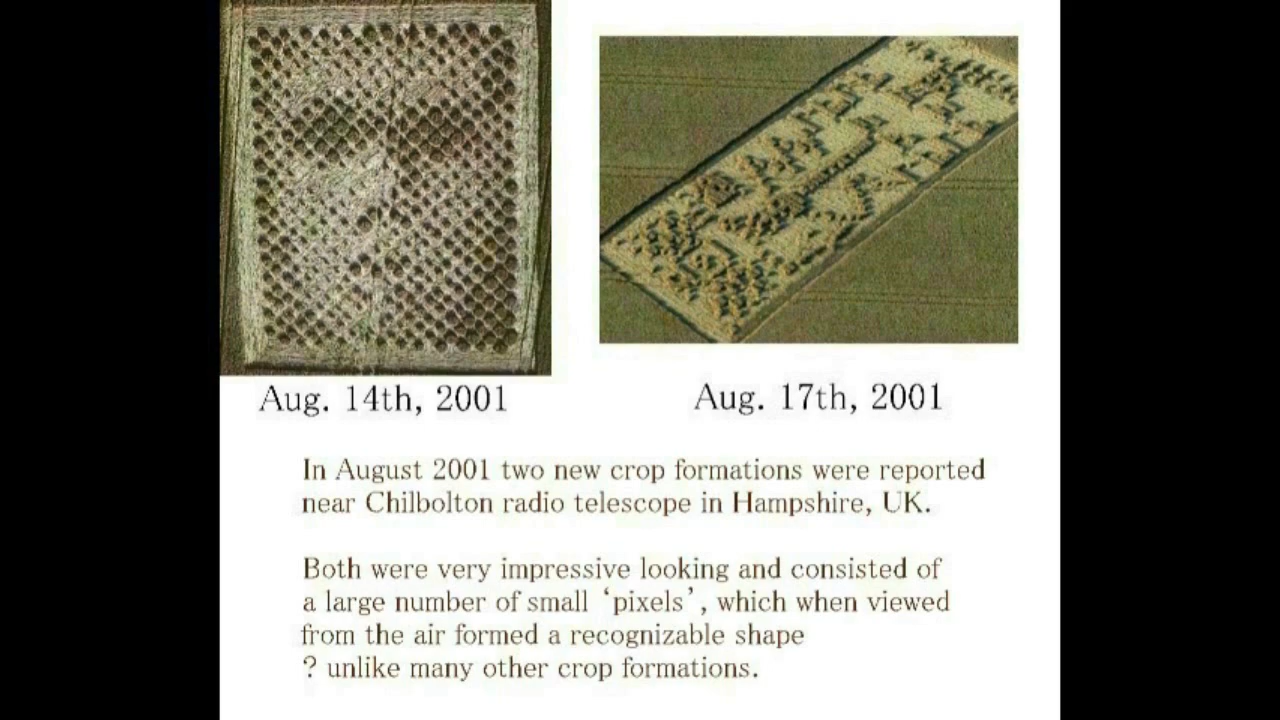 Aug. 14th, 2001
Aug. 17th, 2001
In August 2001 two new crop formations were reported
near Chilbolton radio telescope in Hampshire, UK.
Both were very impressive looking and consisted of
a large number of small ‘pixels’, which when viewed
from the air formed a recognizable shape
? unlike many other crop formations.